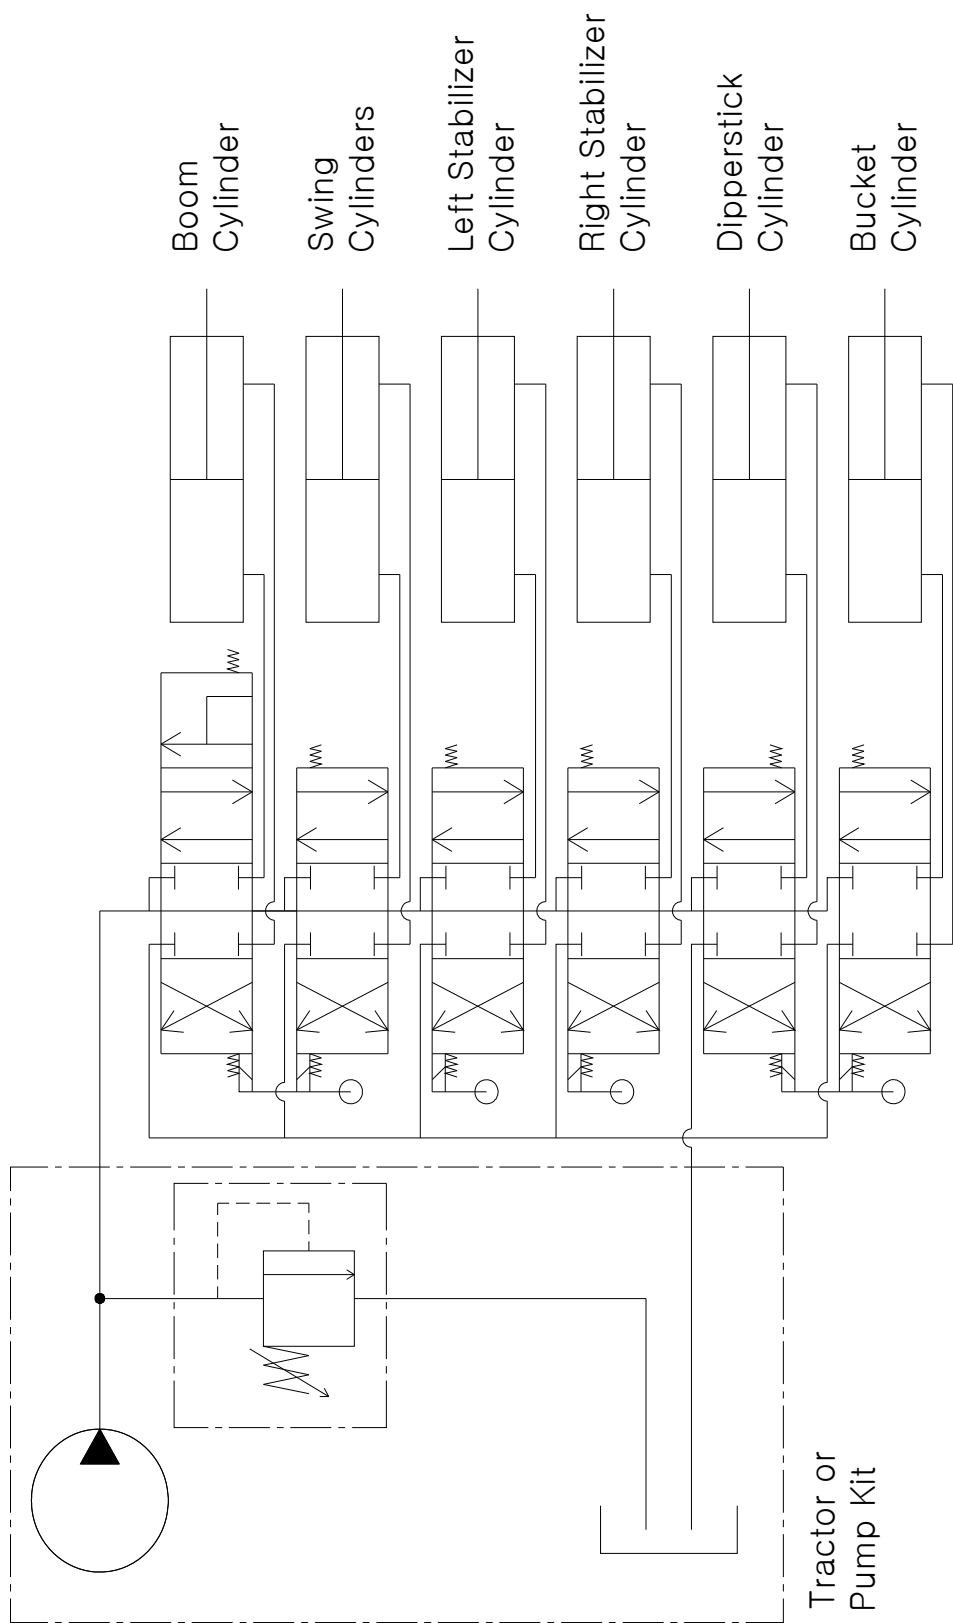 Boom
Cylinder
Swing
Cylinders
Left Stabilizer
Cylinder
Right Stabilizer
Cylinder
Dipperstick
Cylinder
Bucket
Cylinder
Tractor or
Pump Kit